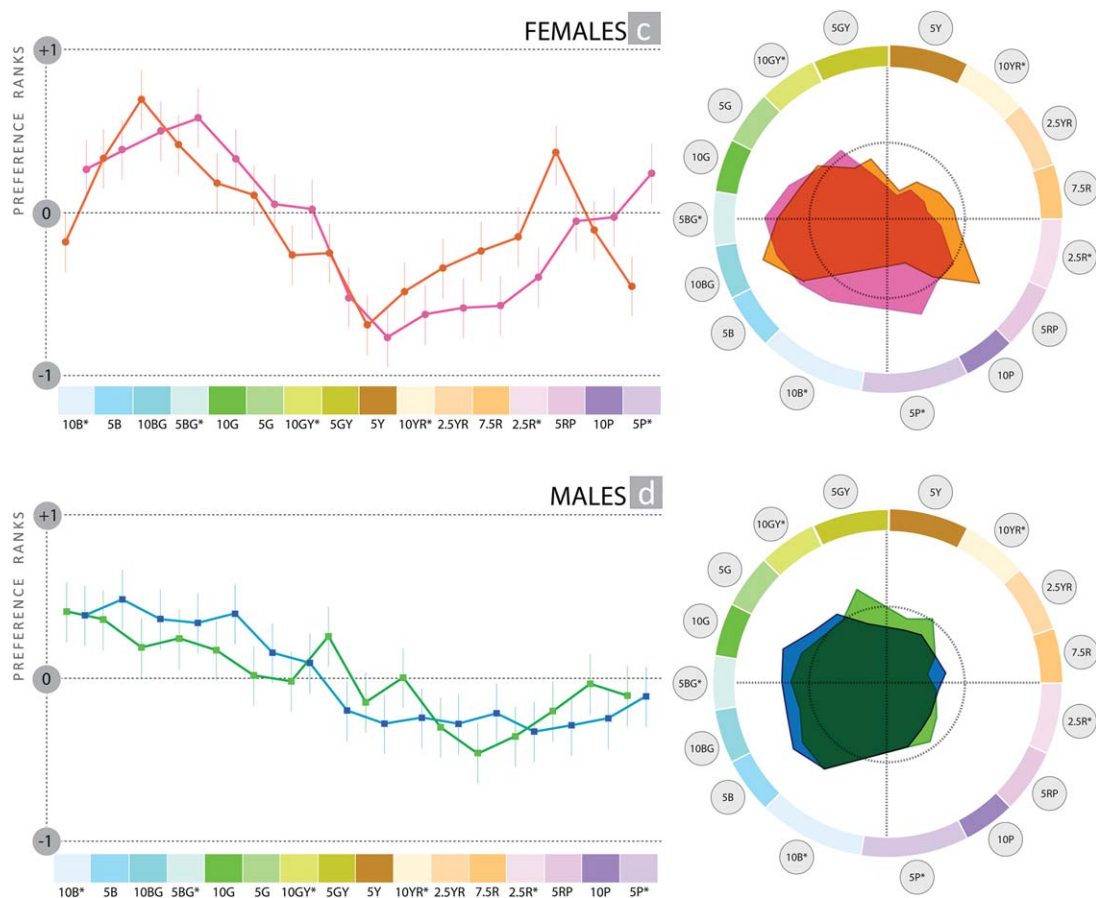 FEMALES c
PREFERENCE RANKS
+1
0
-1
10B* 5B 10BG 5BG* 10G 5G 10GY* 5GY 5Y 10YR* 2.5YR 7.5R 2.5R* 5RP 10P 5P*
5GY
5Y
10GY*
10YR*
5G
2.5YR
10G
7.5R
5BG*
2.5R*
10BG
5RP
5B
10P
10B*
5P*
MALES d
PREFERENCE RANKS
+1
0
-1
10B* 5B 10BG 5BG* 10G 5G 10GY* 5GY 5Y 10YR* 2.5YR 7.5R 2.5R* 5RP 10P 5P*
5GY
5Y
10GY*
10YR*
5G
2.5YR
10G
7.5R
5BG*
2.5R*
10BG
5RP
5B
10P
10B*
5P*